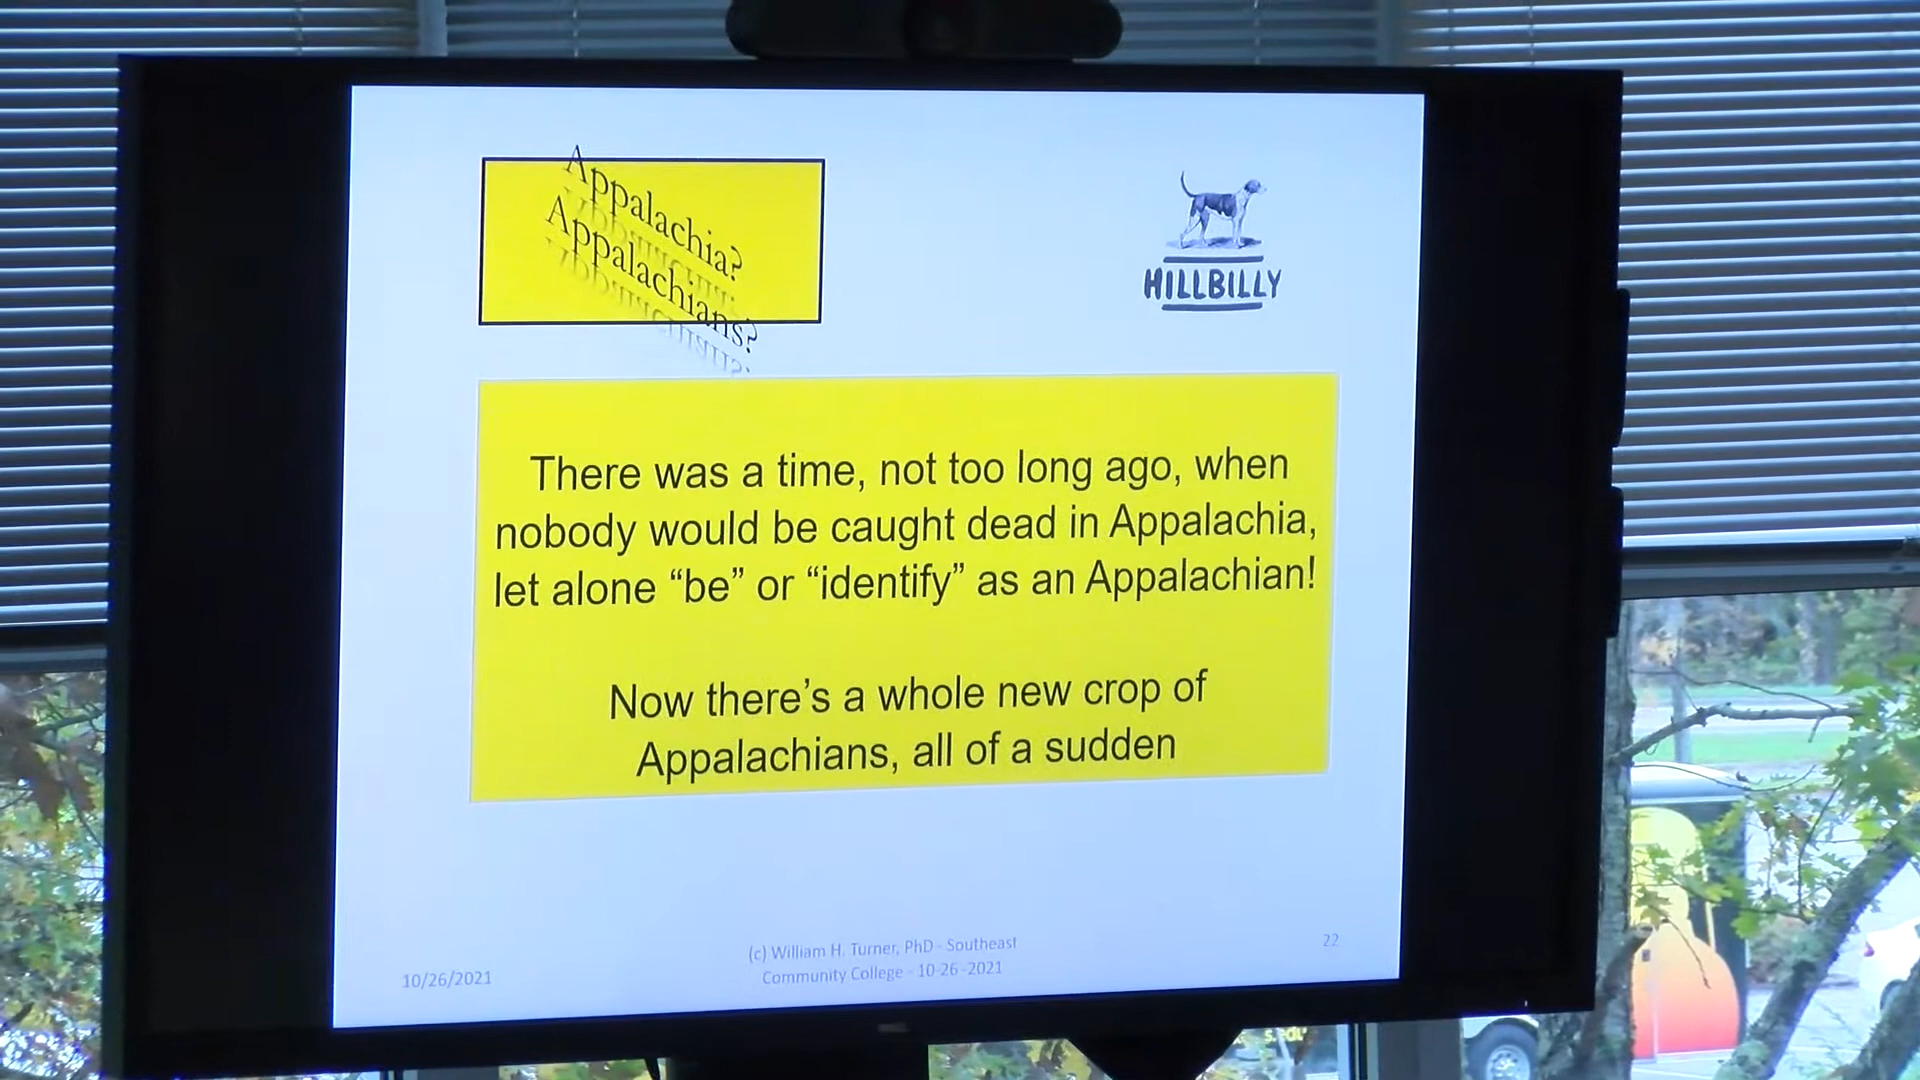 Appalachia?
Appalachians?
HILLBILLY
There was a time, not too long ago, when
nobody would be caught dead in Appalachia,
let alone “be” or “identify” as an Appalachian!
Now there’s a whole new crop of
Appalachians, all of a sudden
10/26/2021
(c) William H. Turner, PhD - Southeast
Community College - 10-26-2021
22